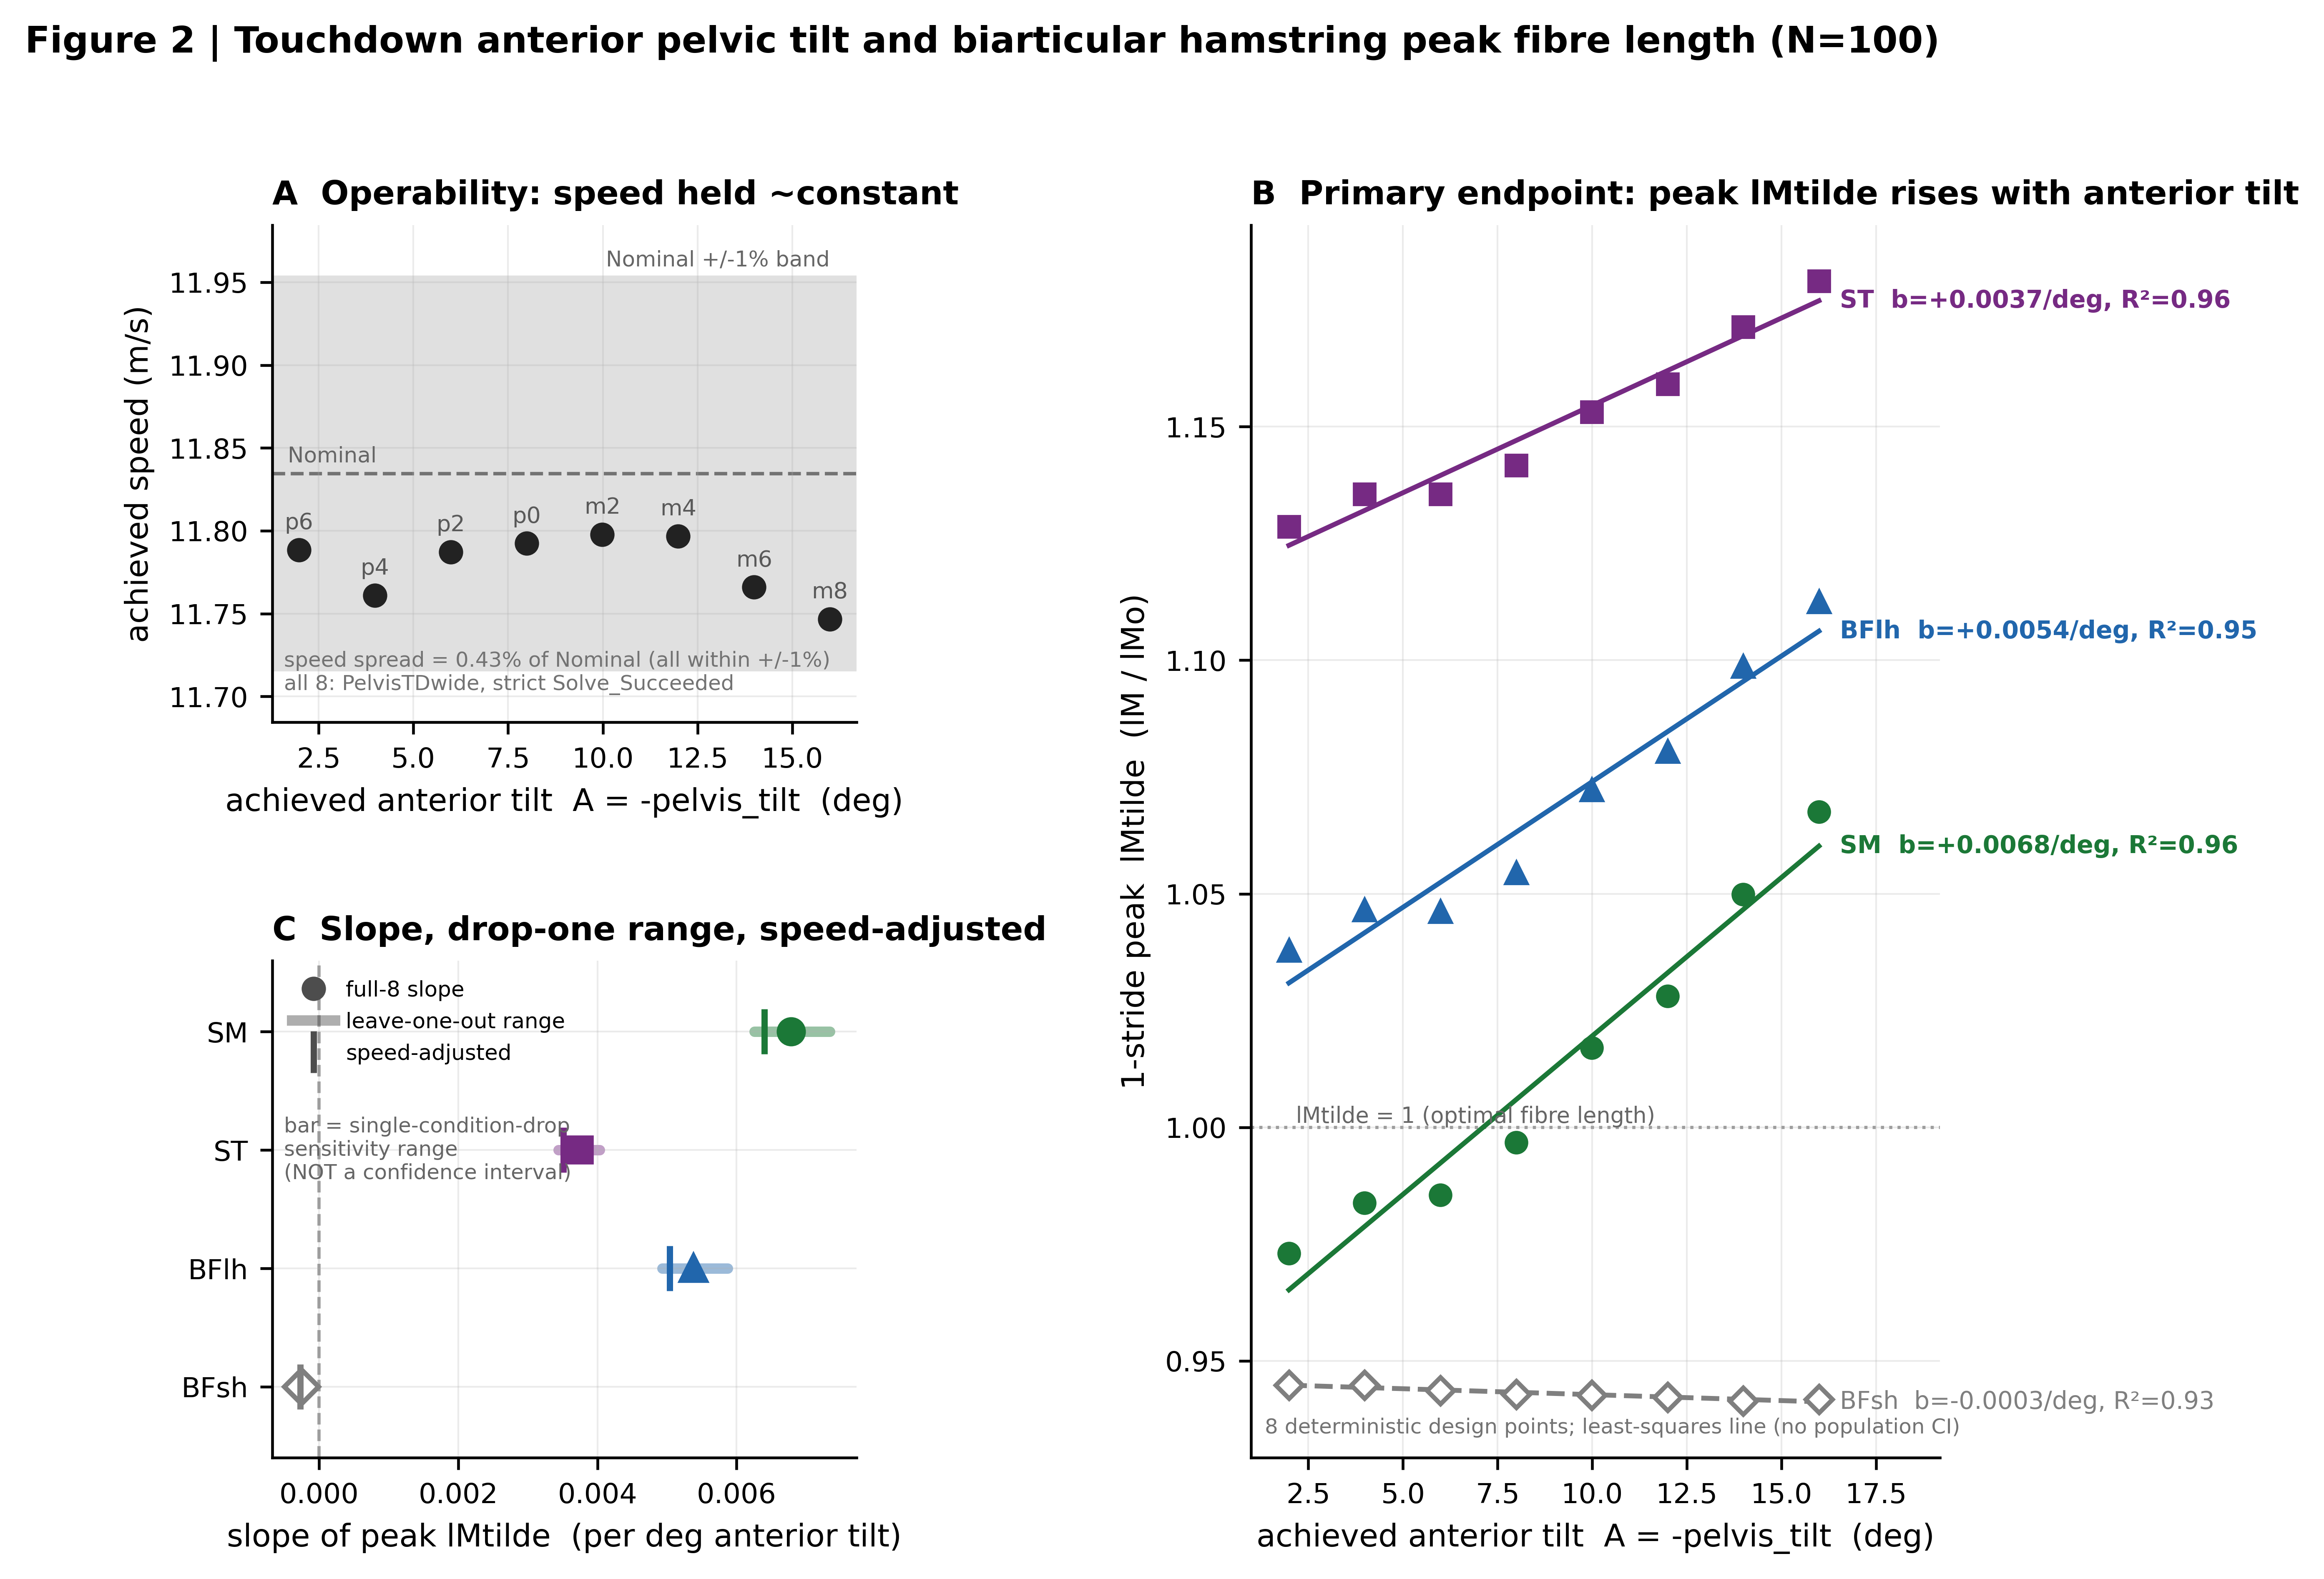 Figure 2 | Touchdown anterior pelvic tilt and biarticular hamstring peak fibre length (N=100)
A Operability: speed held ~constant
achieved speed (m/s)
11.95
11.90
11.85
11.80
11.75
11.70
Nominal +/-1% band
Nominal
p6
p4
p2
p0
m2
m4
m6
m8
speed spread = 0.43% of Nominal (all within +/-1%)
all 8: PelvisTDwide, strict Solve_Succeeded
2.5 5.0 7.5 10.0 12.5 15.0
achieved anterior tilt A = -pelvis_tilt (deg)
C Slope, drop-one range, speed-adjusted
full-8 slope
leave-one-out range
speed-adjusted
bar = single-condition-drop
sensitivity range
(NOT a confidence interval)
SM
ST
BFlh
BFsh
0.000 0.002 0.004 0.006
slope of peak lMtilde (per deg anterior tilt)
B Primary endpoint: peak lMtilde rises with anterior tilt
1-stride peak lMtilde (lM / lMo)
1.15
1.10
1.05
1.00
0.95
ST b=+0.0037/deg, R²=0.96
BFlh b=+0.0054/deg, R²=0.95
SM b=+0.0068/deg, R²=0.96
lMtilde = 1 (optimal fibre length)
BFsh b=-0.0003/deg, R²=0.93
8 deterministic design points; least-squares line (no population CI)
2.5 5.0 7.5 10.0 12.5 15.0 17.5
achieved anterior tilt A = -pelvis_tilt (deg)